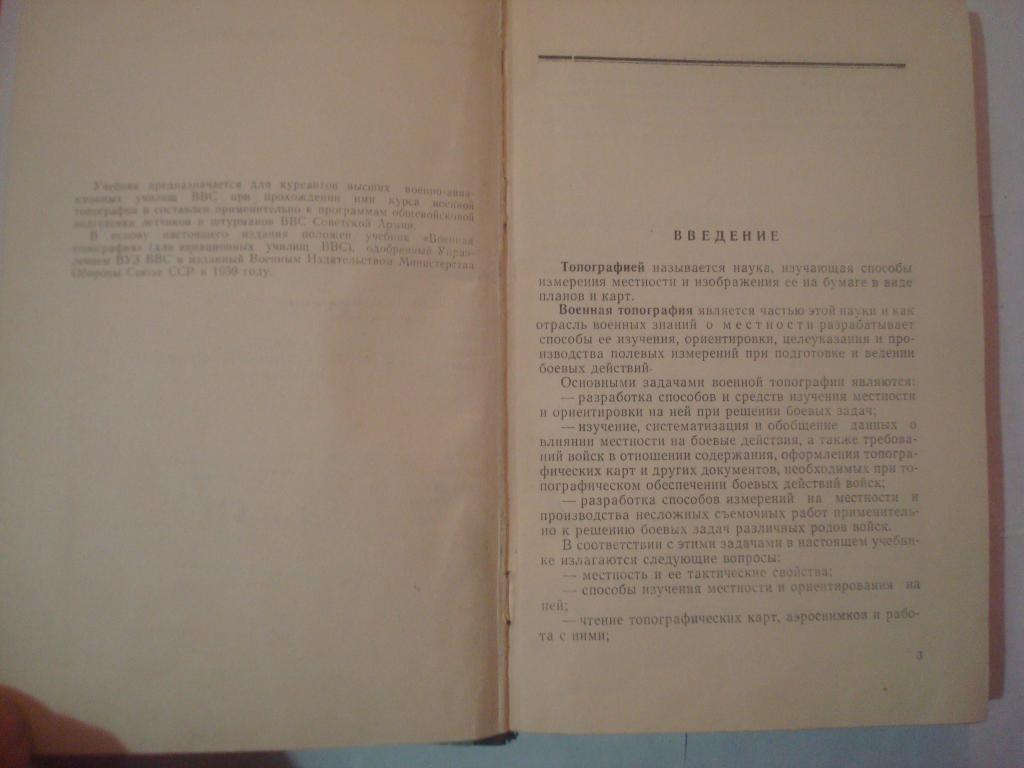 Учебник предназначается для курсантов высших военно-авиа-
ционных училищ ВВС при прохождении ими курса военной
топографии и составлен применительно к программам общевойсковой
подготовки летчиков и штурманов ВВС Советской Армии.
В основу настоящего издания положен учебник «Военная
топография» (для авиационных училищ ВВС), одобренный Управ-
лением ВУЗ ВВС и изданный Военным Издательством Министерства
Обороны Союза ССР в 1959 году.
ВВЕДЕНИЕ
Топографией называется наука, изучающая способы
измерения местности и изображения ее на бумаге в виде
планов и карт.
Военная топография является частью этой науки и как
отрасль военных знаний о местности разрабатывает
способы ее изучения, ориентировки, целеуказания и про-
изводства полевых измерений при подготовке и ведении
боевых действий.
Основными задачами военной топографии являются:
— разработка способов и средств изучения местности
и ориентировки на ней при решении боевых задач;
— изучение, систематизация и обобщение данных о
влиянии местности на боевые действия, а также требова-
ний войск в отношении содержания, оформления топогра-
фических карт и других документов, необходимых при то-
пографическом обеспечении боевых действий войск;
— разработка способов измерений на местности и
производства несложных съемочных работ применитель-
но к решению боевых задач различных родов войск.
В соответствии с этими задачами в настоящем учебни-
ке излагаются следующие вопросы:
— местность и ее тактические свойства;
— способы изучения местности и ориентирования на
ней;
— чтение топографических карт, аэроснимков и рабо-
та с ними;
3